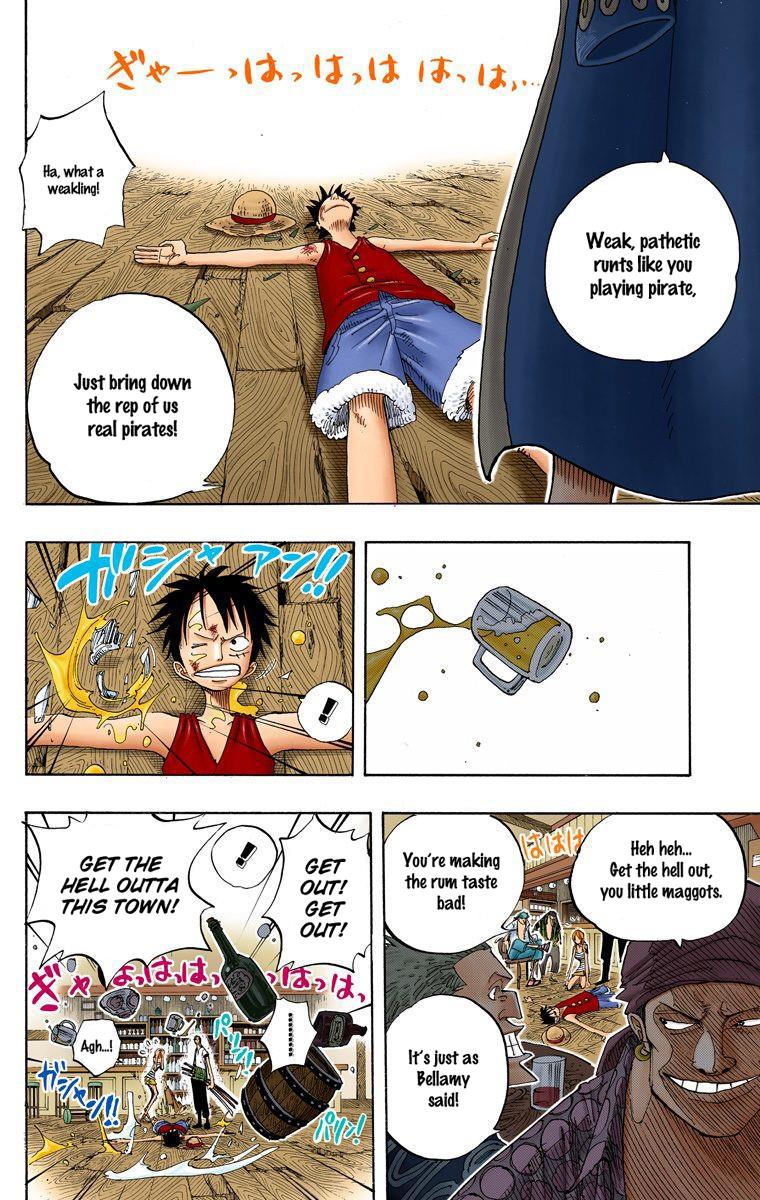 ぎゃーっはっはっはっはっは…
Weak, pathetic
runts like you
playing pirate,
Ha, what a
weakling!
Just bring down
the rep of us
real pirates!
ガシャアン!!
!
Heh heh...
Get the hell out,
you little maggots.
ははは
You're making
the rum taste
bad!
It's just as
Bellamy
said!
GET
OUT!
GET
OUT!
!
GET THE
HELL OUTTA
THIS TOWN!
ぎゃ はっはっはっ はっはっ
Agh...!
パリン
ガシャン!!
パリン!